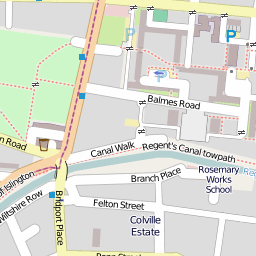 P
Balmes Road
n Road
Canal Walk
Regent's Canal towpath
of Islington
Branch Place
Rosemary
Works
School
Wiltshire Row
Bridport Place
Felton Street
Colville
Estate